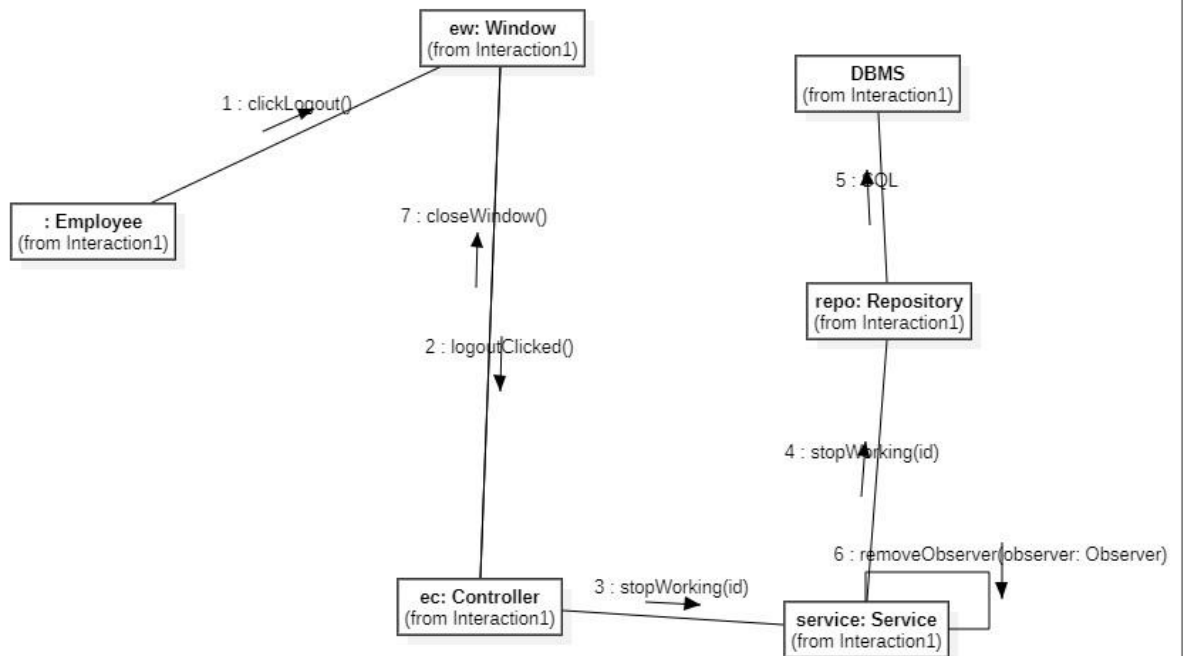 ew: Window
(from Interaction1)
DBMS
(from Interaction1)
1 : clickLogout()
5 : SQL
: Employee
(from Interaction1)
7 : closeWindow()
repo: Repository
(from Interaction1)
2 : logoutClicked()
4 : stopWorking(id)
6 : removeObserver(observer: Observer)
ec: Controller
(from Interaction1)
3 : stopWorking(id)
service: Service
(from Interaction1)